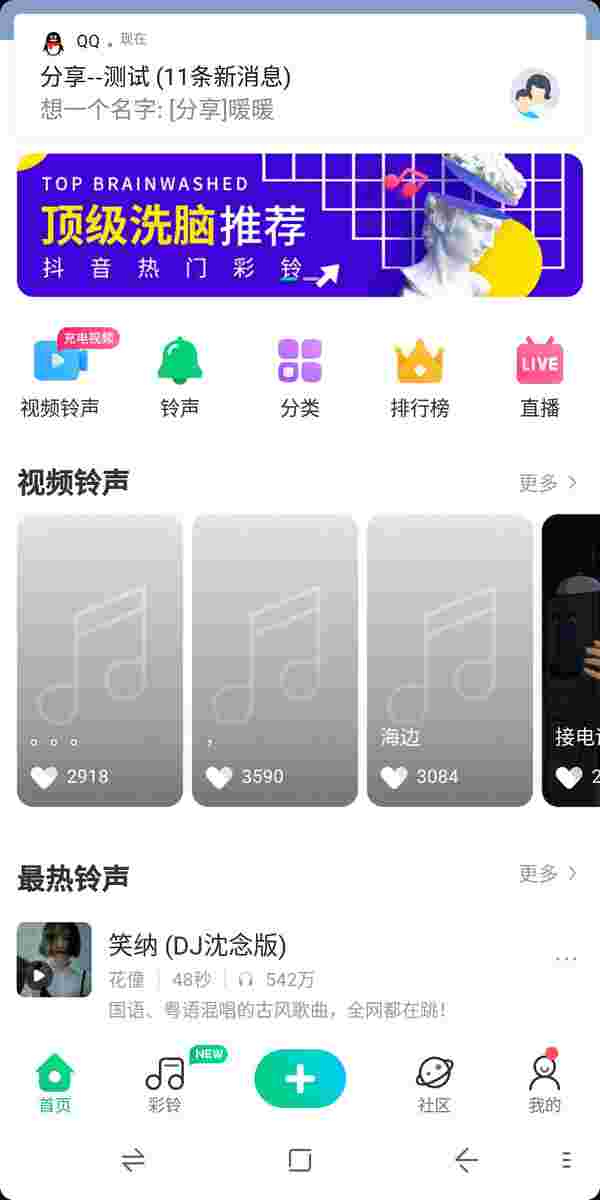 QQ 。现在
分享--测试 (11条新消息)
想一个名字: [分享]暖暖
TOP BRAINWASHED
顶级洗脑推荐
抖音热门彩铃
充电视频
LIVE
视频铃声 铃声 分类 排行榜 直播
视频铃声 更多
。。。 , 海边
2918 3590 3084 2
最热铃声 更多
笑纳 (DJ沈念版)
花僮 48秒 542万
国语、粤语混唱的古风歌曲，全网都在跳！
NEW
首页 彩铃 社区 我的